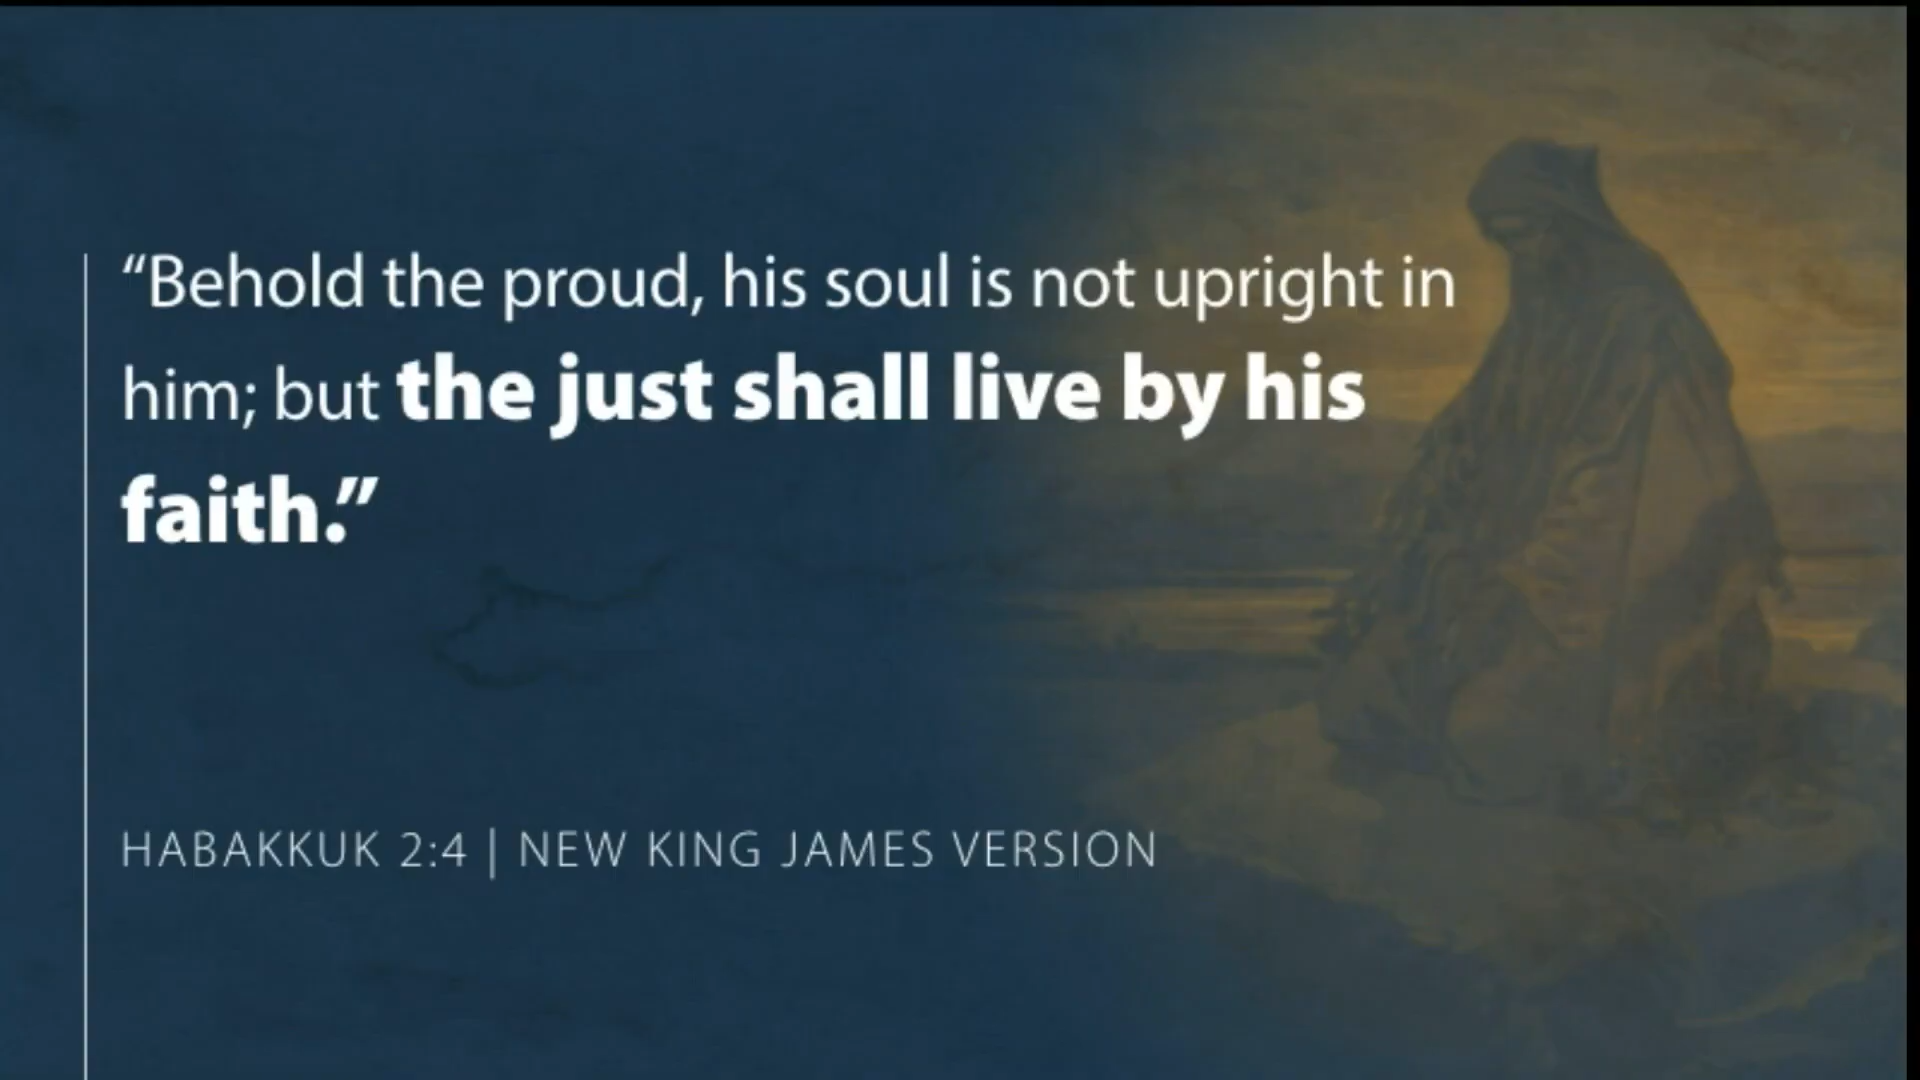 “Behold the proud, his soul is not upright in
him; but the just shall live by his
faith.”
HABAKKUK 2:4 | NEW KING JAMES VERSION